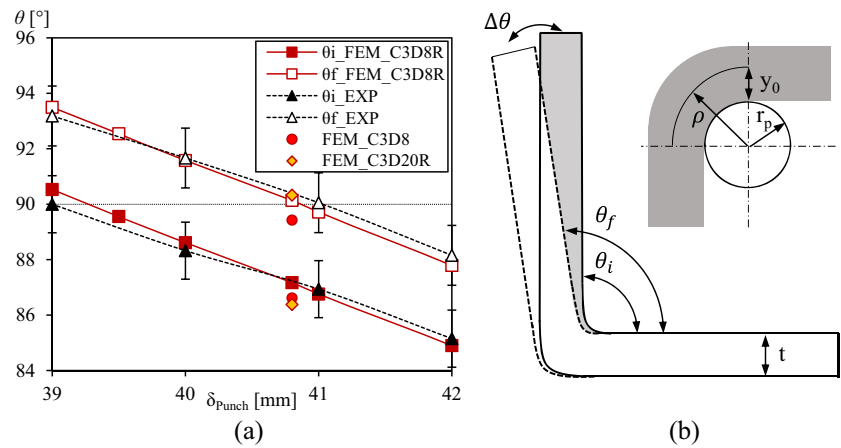 θ [°]
96
94
92
90
88
86
84
39
40
41
42
δPunch [mm]
θi_FEM_C3D8R
θf_FEM_C3D8R
θi_EXP
θf_EXP
FEM_C3D8
FEM_C3D20R
(a)
Δθ
y0
ρ
rp
θf
θi
t
(b)